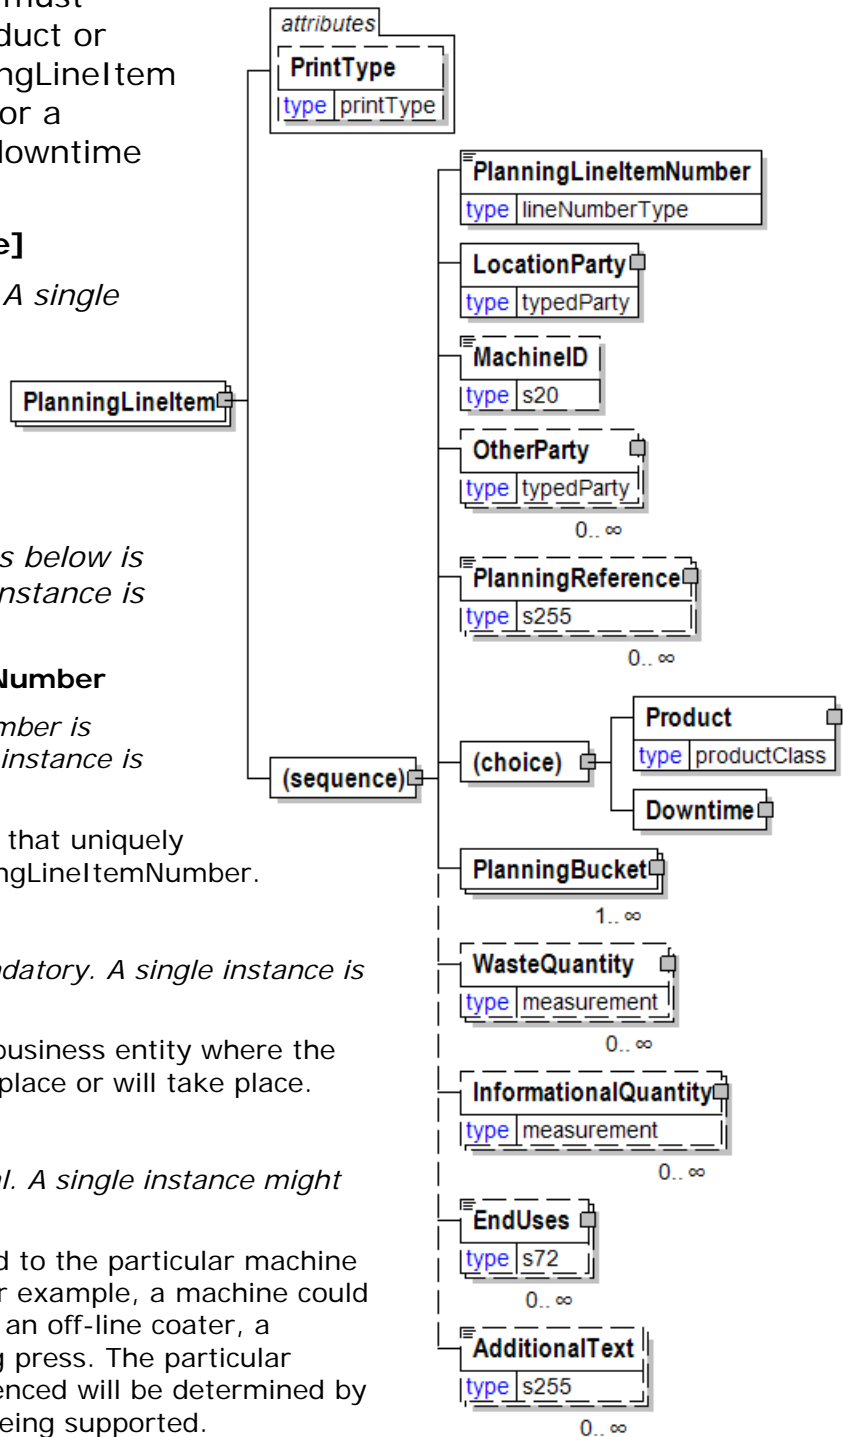 must
duct or
ngLineItem
or a
downtime
e]
A single
s below is
nstance is
Number
mber is
instance is
that uniquely
ngLineItemNumber.
ndatory. A single instance is
business entity where the
place or will take place.
al. A single instance might
d to the particular machine
r example, a machine could
an off-line coater, a
g press. The particular
enced will be determined by
being supported.
attributes
PrintType
type printType
PlanningLineItem
(sequence)
PlanningLineItemNumber
type lineNumberType
LocationParty
type typedParty
MachineID
type s20
OtherParty
type typedParty
0.. ∞
PlanningReference
type s255
0.. ∞
(choice)
Product
type productClass
Downtime
PlanningBucket
1.. ∞
WasteQuantity
type measurement
0.. ∞
InformationalQuantity
type measurement
0.. ∞
EndUses
type s72
0.. ∞
AdditionalText
type s255
0.. ∞